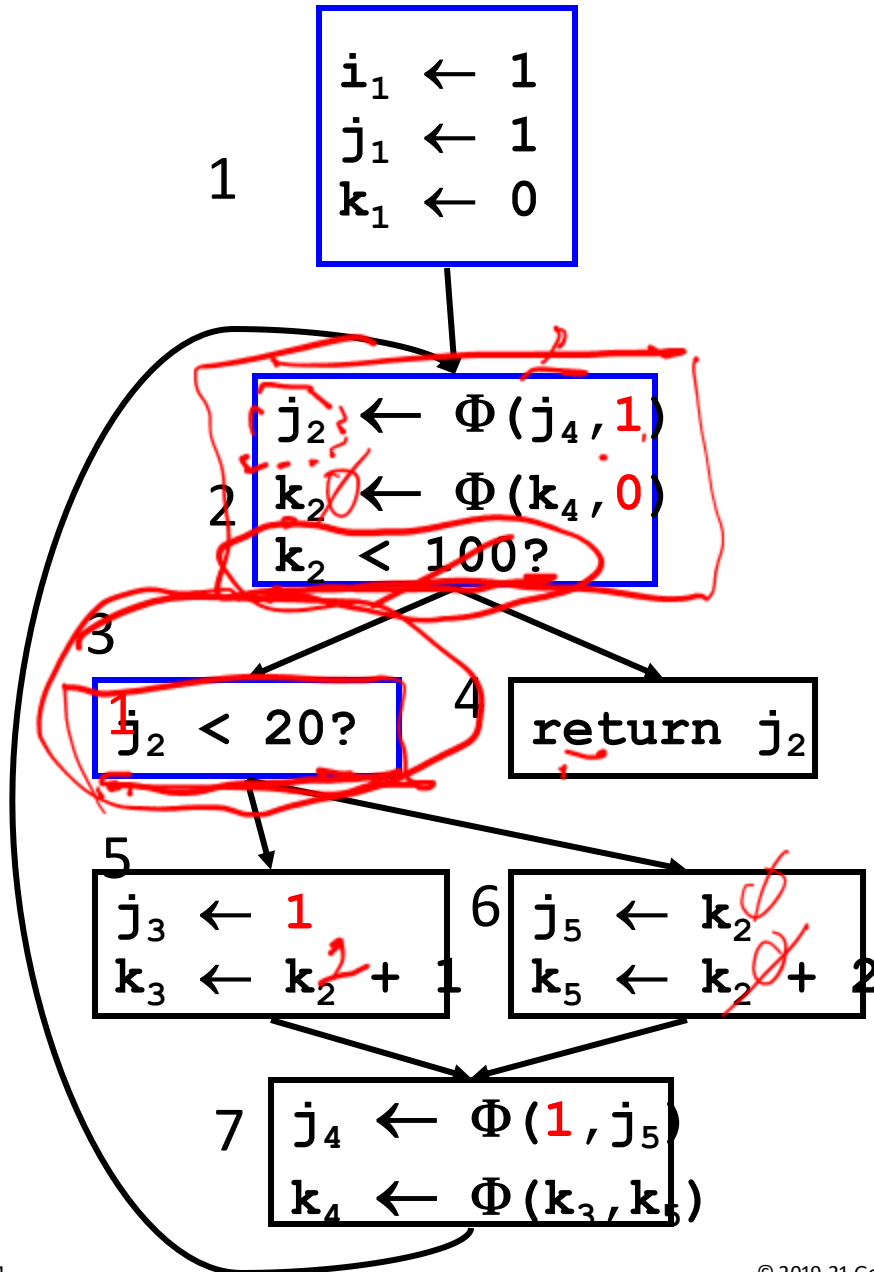 i₁ ← 1
j₁ ← 1
1
k₁ ← 0
j₂ ← Φ(j₄,1)
2
k₂ 0 ← Φ(k₄,0)
k₂ < 100?
3
1
j₂ < 20?
4
return j₂
5
j₃ ← 1
k₃ ← k₂ + 1
6
j₅ ← k₂
k₅ ← k₂ 0 + 2
7
j₄ ← Φ(1,j₅)
k₄ ← Φ(k₃,k₅)
© 2019-21